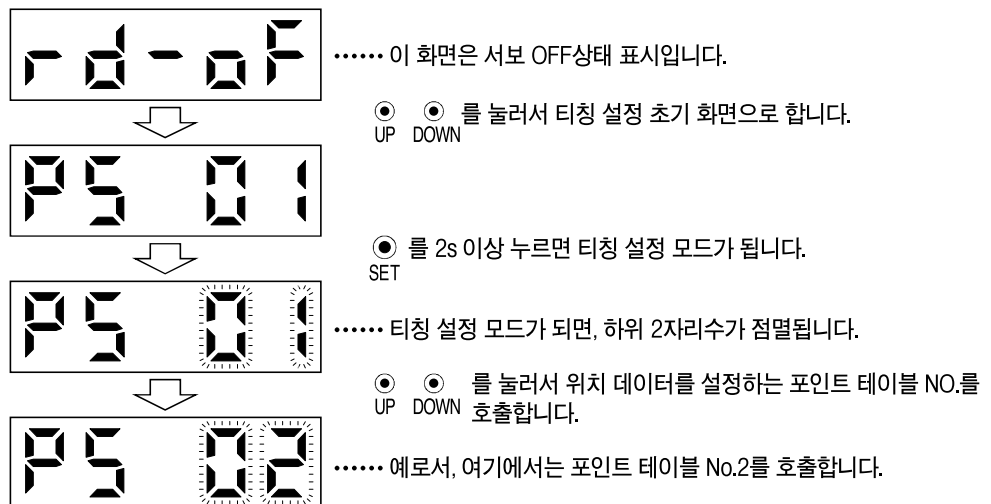 rd-oF
…… 이 화면은 서보 OFF상태 표시입니다.
UP DOWN 를 눌러서 티칭 설정 초기 화면으로 합니다.
PS 01
SET 를 2s 이상 누르면 티칭 설정 모드가 됩니다.
PS 01
…… 티칭 설정 모드가 되면, 하위 2자리수가 점멸됩니다.
UP DOWN 를 눌러서 위치 데이터를 설정하는 포인트 테이블 NO.를
호출합니다.
PS 02
…… 예로서, 여기에서는 포인트 테이블 No.2를 호출합니다.